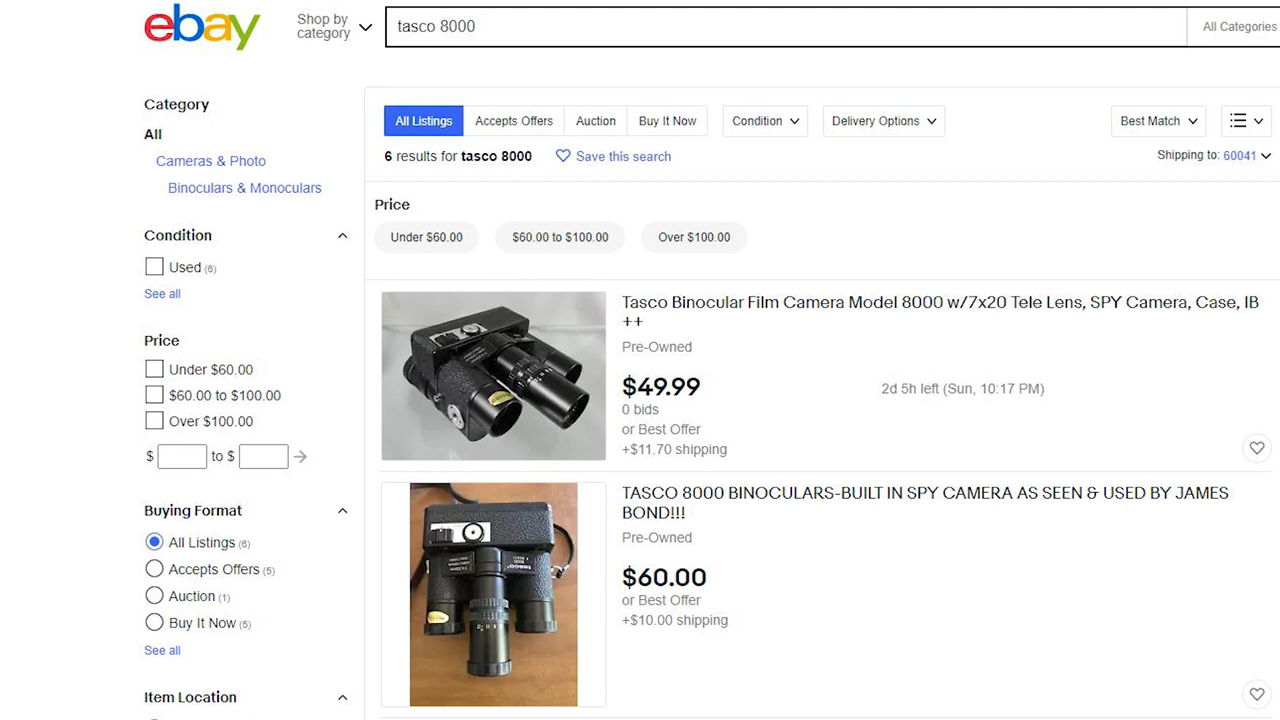 ebay
Shop by
category
tasco 8000
All Categories
Category
All
Cameras & Photo
Binoculars & Monoculars
Condition
Used (6)
See all
Price
Under $60.00
$60.00 to $100.00
Over $100.00
$ to $
Buying Format
All Listings (6)
Accepts Offers (5)
Auction (1)
Buy It Now (5)
See all
Item Location
All Listings
Accepts Offers
Auction
Buy It Now
Condition
Delivery Options
Best Match
6 results for tasco 8000
Save this search
Shipping to: 60041
Price
Under $60.00
$60.00 to $100.00
Over $100.00
Tasco Binocular Film Camera Model 8000 w/7x20 Tele Lens, SPY Camera, Case, IB
++
Pre-Owned
$49.99
2d 5h left (Sun, 10:17 PM)
0 bids
or Best Offer
+$11.70 shipping
TASCO 8000 BINOCULARS-BUILT IN SPY CAMERA AS SEEN & USED BY JAMES
BOND!!!
Pre-Owned
$60.00
or Best Offer
+$10.00 shipping